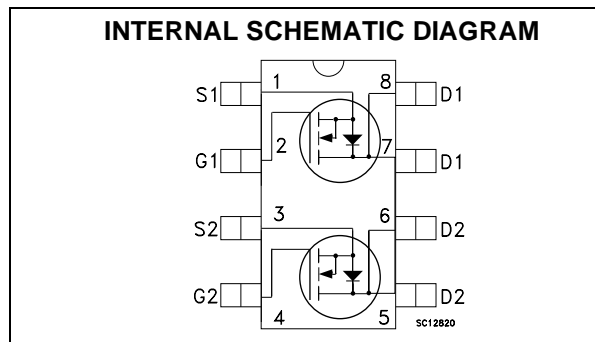 INTERNAL SCHEMATIC DIAGRAM
S1 1 8 D1
G1 2 7 D1
S2 3 6 D2
G2 4 5 D2
SC12820